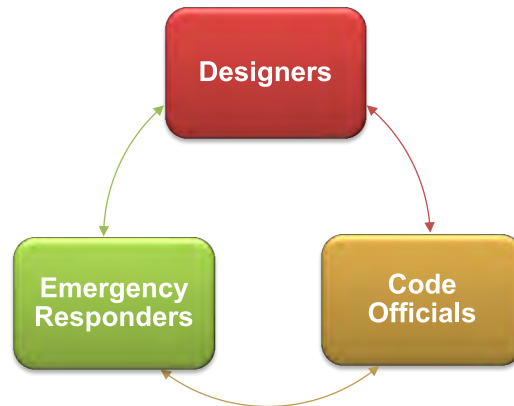 Designers
Emergency
Responders
Code
Officials